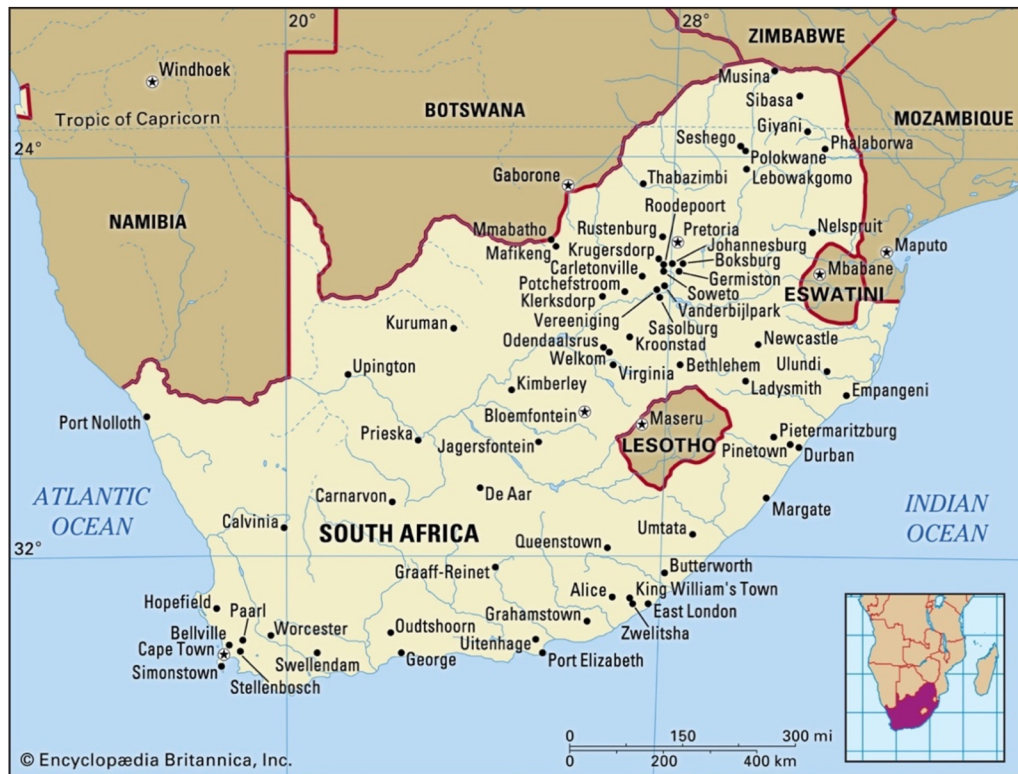 20°
28°
ZIMBABWE
Windhoek
Musina
Sibasa
BOTSWANA
Tropic of Capricorn
Giyani
MOZAMBIQUE
Seshego
Phalaborwa
24°
Polokwane
Gaborone
Thabazimbi
Lebowakgomo
Roodepoort
NAMIBIA
Mmabatho
Rustenburg
Pretoria
Nelspruit
Mafikeng
Krugersdorp
Johannesburg
Maputo
Carletonville
Boksburg
Mbabane
Potchefstroom
Germiston
ESWATINI
Klerksdorp
Soweto
Vanderbijlpark
Kuruman
Vereeniging
Sasolburg
Odendaalsrus
Kroonstad
Newcastle
Welkom
Upington
Virginia
Bethlehem
Ulundi
Kimberley
Ladysmith
Empangeni
Port Nolloth
Bloemfontein
Maseru
Prieska
Jagersfontein
LESOTHO
Pietermaritzburg
Pinetown
Durban
ATLANTIC
OCEAN
Carnarvon
De Aar
Margate
INDIAN
OCEAN
Calvinia
SOUTH AFRICA
Umtata
Queenstown
32°
Graaff-Reinet
Butterworth
Alice
King William's Town
Hopefield
Paarl
Grahamstown
East London
Bellville
Worcester
Oudtshoorn
Zwelitsha
Cape Town
Uitenhage
Simonstown
Swellendam
George
Port Elizabeth
Stellenbosch
0 150 300 mi
0 200 400 km
© Encyclopædia Britannica, Inc.